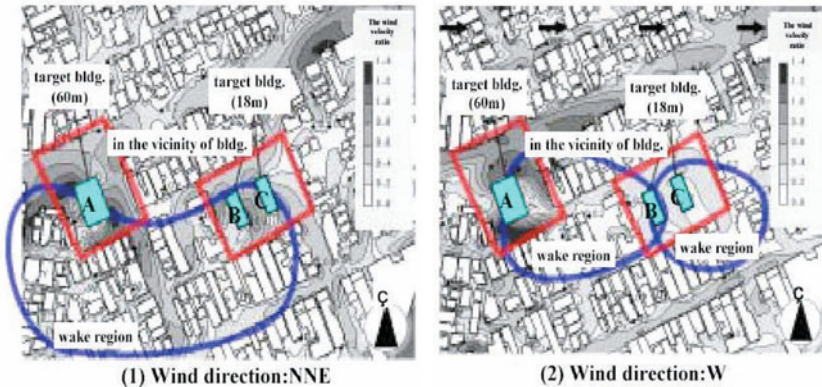 The wind
velocity
ratio
target bldg.
(60m)
target bldg.
(18m)
in the vicinity of bldg.
A
B
C
wake region
Ç
(1) Wind direction:NNE
The wind
velocity
ratio
target bldg.
(60m)
target bldg.
(18m)
in the vicinity of bldg.
A
B
C
wake region
wake region
Ç
(2) Wind direction:W